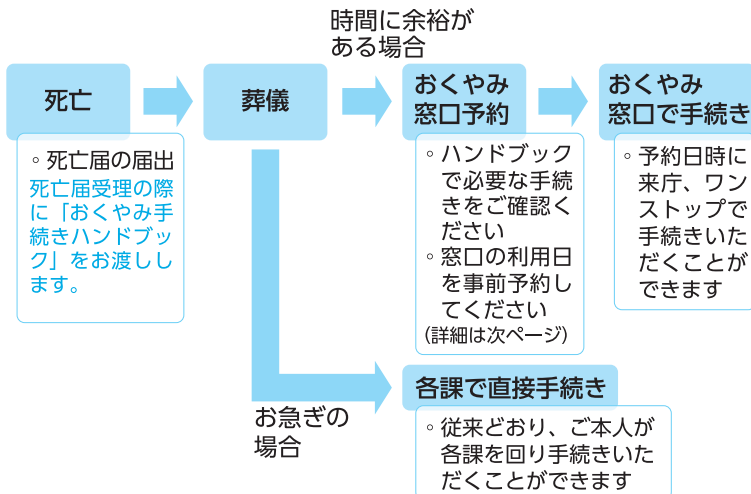 時間に余裕が
ある場合
死亡
葬儀
おくやみ
窓口予約
おくやみ
窓口で手続き
◦死亡届の届出
死亡届受理の際
に「おくやみ手
続きハンドブッ
ク」をお渡しし
ます。
◦ハンドブック
で必要な手続
きをご確認く
ださい
◦窓口の利用日
を事前予約し
てください
(詳細は次ページ)
◦予約日時に
来庁、ワン
ストップで
手続きいた
だくことが
できます
お急ぎの
場合
各課で直接手続き
◦従来どおり、ご本人が
各課を回り手続きいた
だくことができます